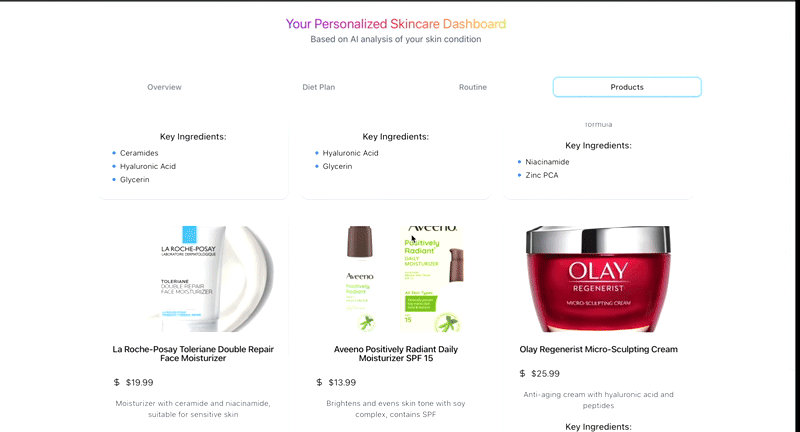 Your Personalized Skincare Dashboard
Based on AI analysis of your skin condition
Overview
Diet Plan
Routine
Products
formula
Key Ingredients:
Ceramides
Hyaluronic Acid
Glycerin
Key Ingredients:
Hyaluronic Acid
Glycerin
Key Ingredients:
Niacinamide
Zinc PCA
LA ROCHE-POSAY
LABORATOIRE DERMATOLOGIQUE
TOLERIANE
DOUBLE REPAIR
FACE MOISTURIZER
Aveeno
Positively
Radiant
Aveeno
Positively
Radiant
DAILY
MOISTURIZER
15
OLAY
REGENERIST
MICRO-SCULPTING CREAM
La Roche-Posay Toleriane Double Repair
Face Moisturizer
$ $19.99
Moisturizer with ceramide and niacinamide,
suitable for sensitive skin
Aveeno Positively Radiant Daily
Moisturizer SPF 15
$ $13.99
Brightens and evens skin tone with soy
complex, contains SPF
Olay Regenerist Micro-Sculpting Cream
$ $25.99
Anti-aging cream with hyaluronic acid and
peptides
Key Ingredients: